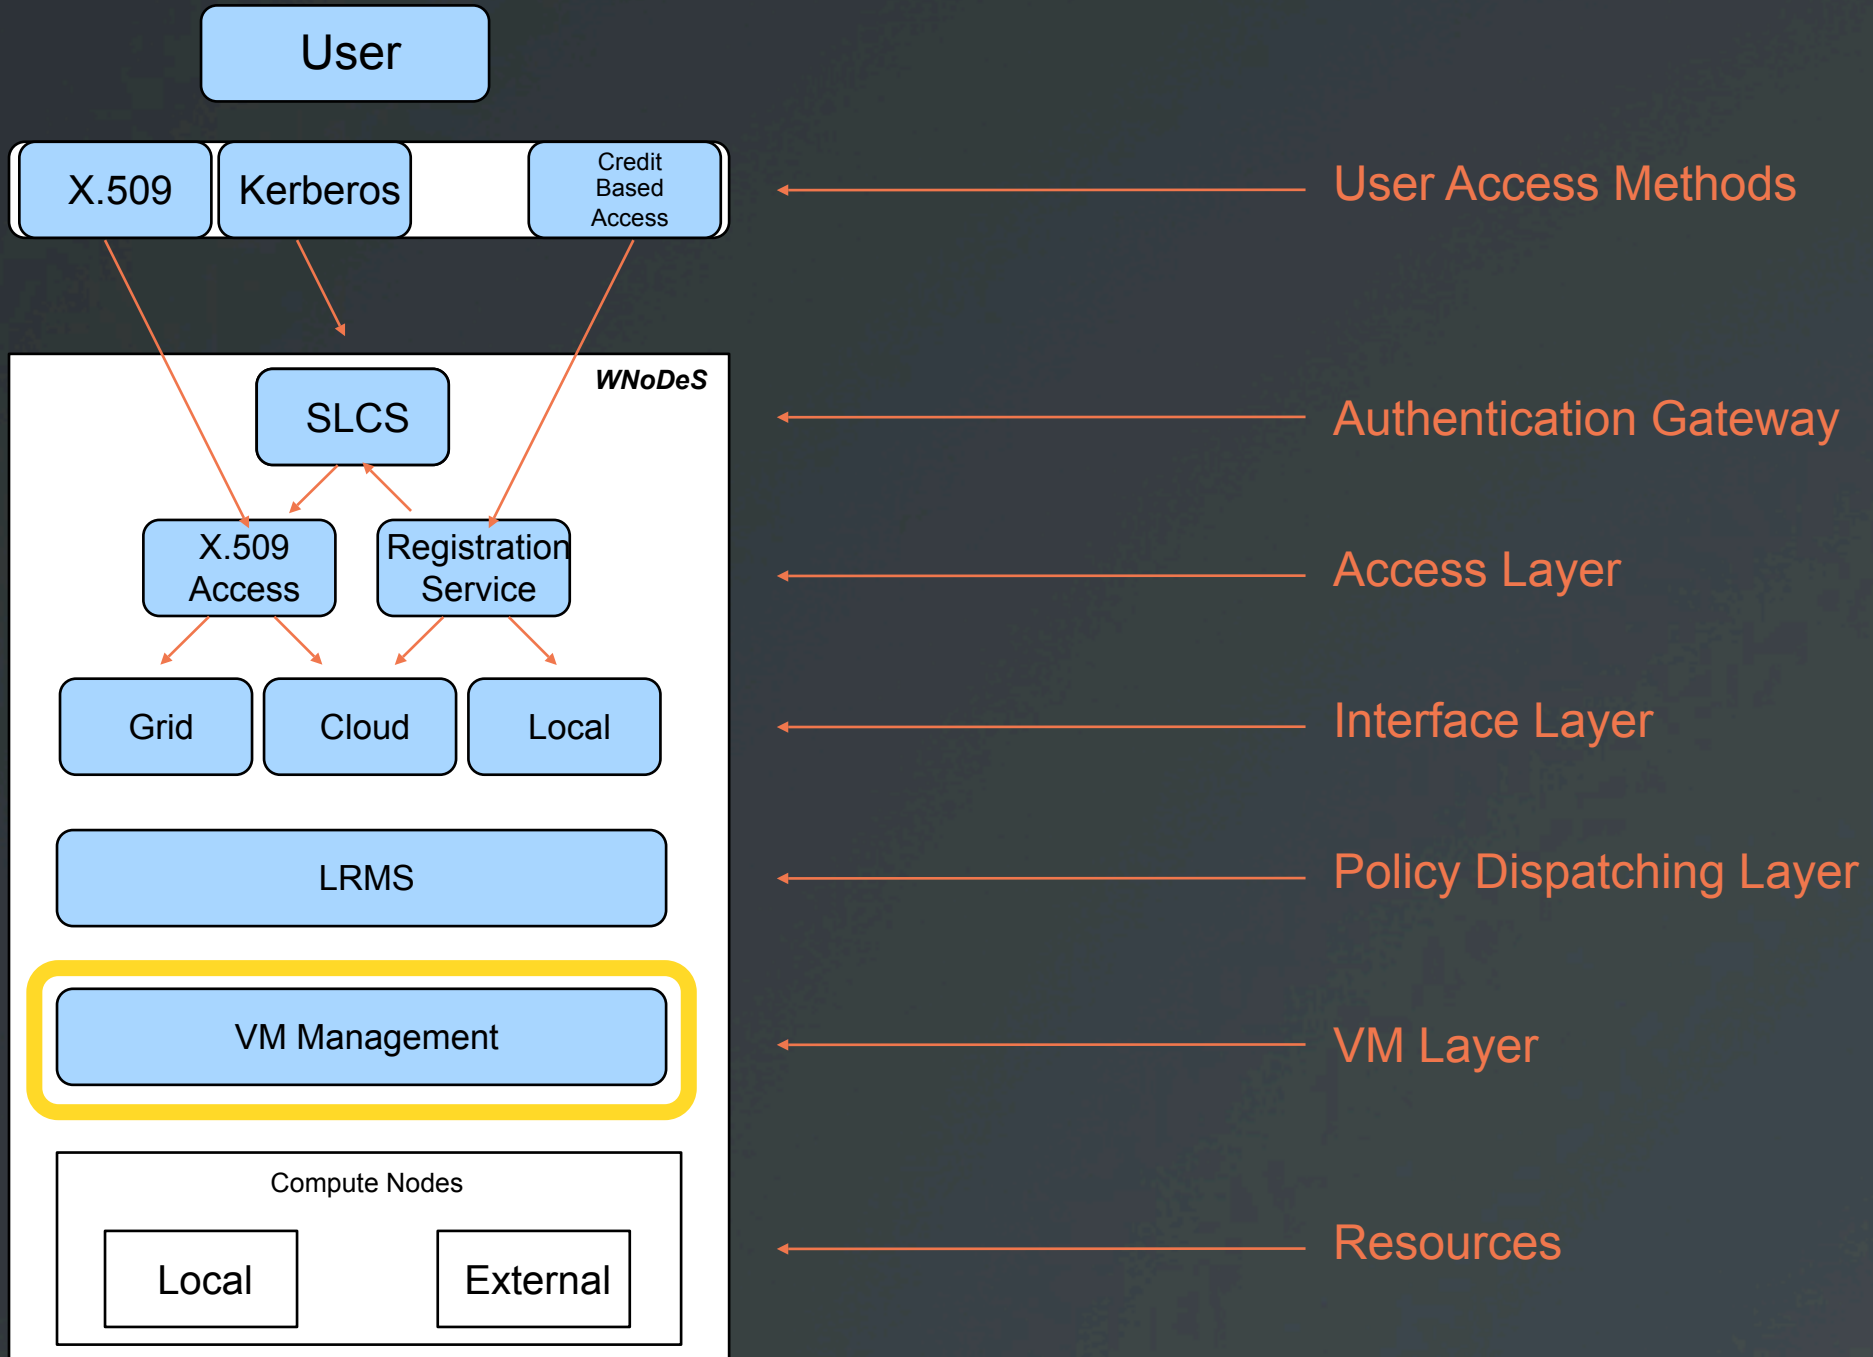 User
X.509
Kerberos
Credit
Based
Access
User Access Methods
WNoDeS
SLCS
Authentication Gateway
X.509
Access
Registration
Service
Access Layer
Grid
Cloud
Local
Interface Layer
LRMS
Policy Dispatching Layer
VM Management
VM Layer
Compute Nodes
Local
External
Resources